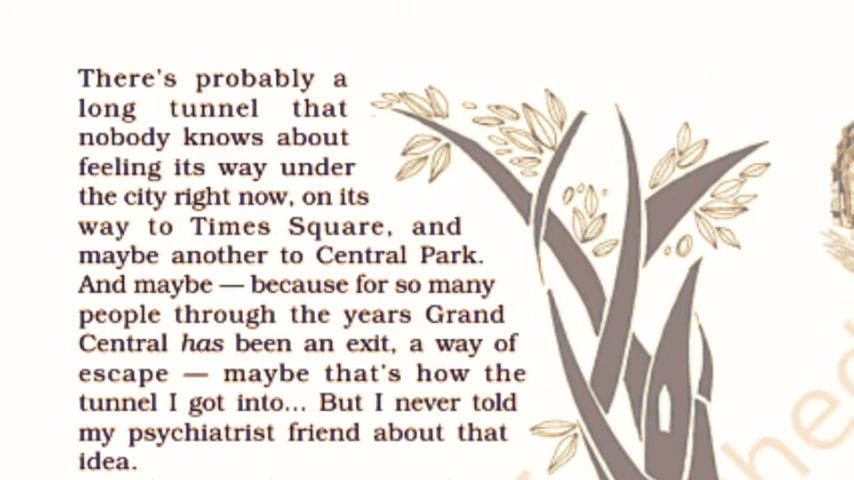 There's probably a
long tunnel that
nobody knows about
feeling its way under
the city right now, on its
way to Times Square, and
maybe another to Central Park.
And maybe — because for so many
people through the years Grand
Central has been an exit, a way of
escape — maybe that's how the
tunnel I got into... But I never told
my psychiatrist friend about that
idea.